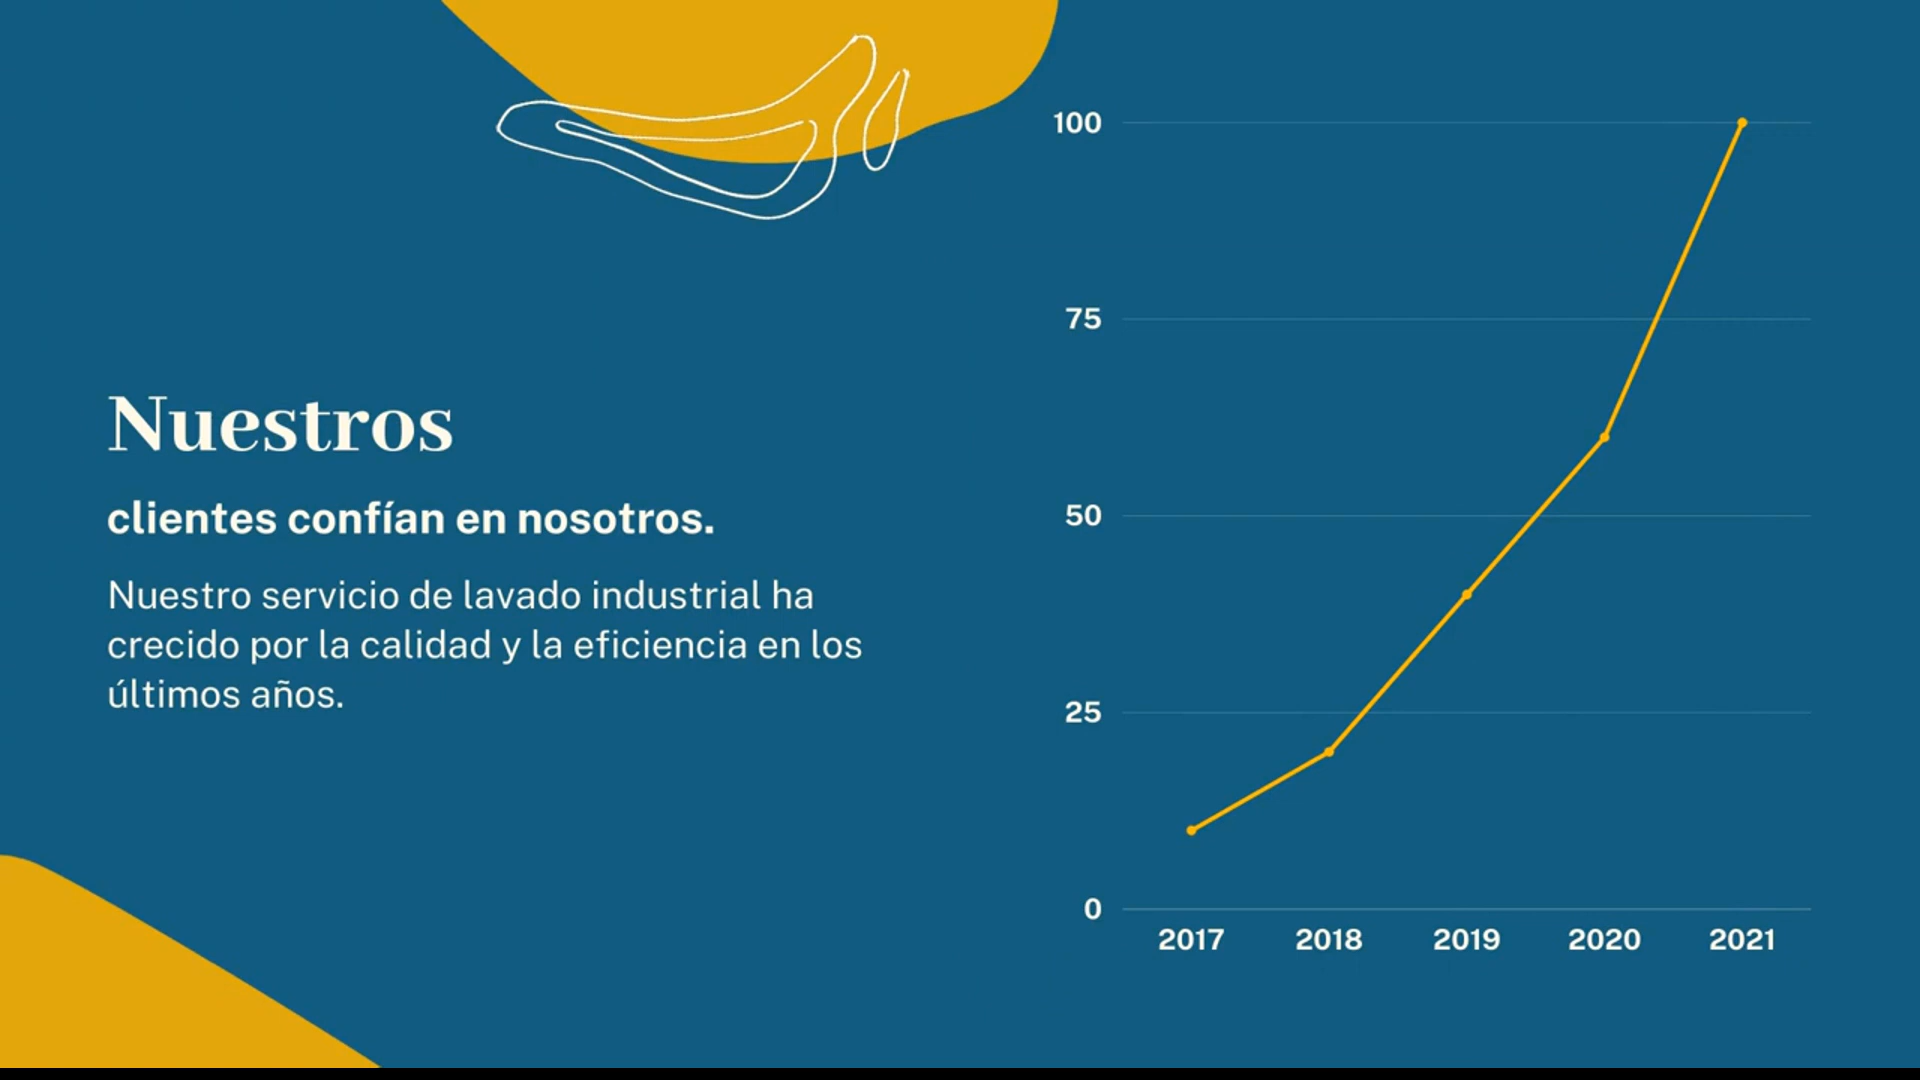 Nuestros
clientes confían en nosotros.
Nuestro servicio de lavado industrial ha
crecido por la calidad y la eficiencia en los
últimos años.
100
75
50
25
0
2017 2018 2019 2020 2021